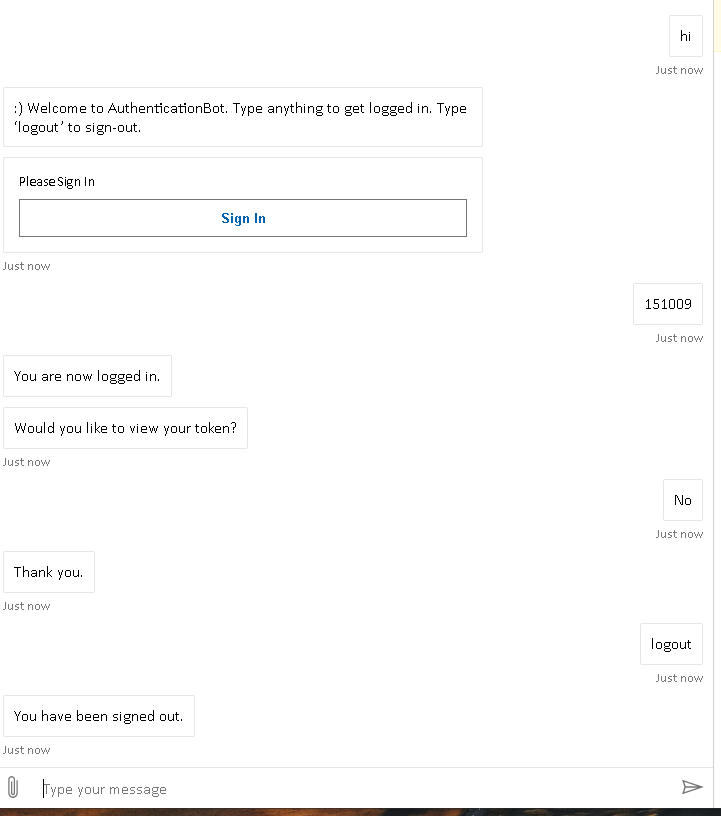 hi
Just now
:) Welcome to AuthenticationBot. Type anything to get logged in. Type
'logout' to sign-out.
Please Sign In
Sign In
Just now
151009
Just now
You are now logged in.
Would you like to view your token?
Just now
No
Just now
Thank you.
Just now
logout
Just now
You have been signed out.
Just now
Type your message